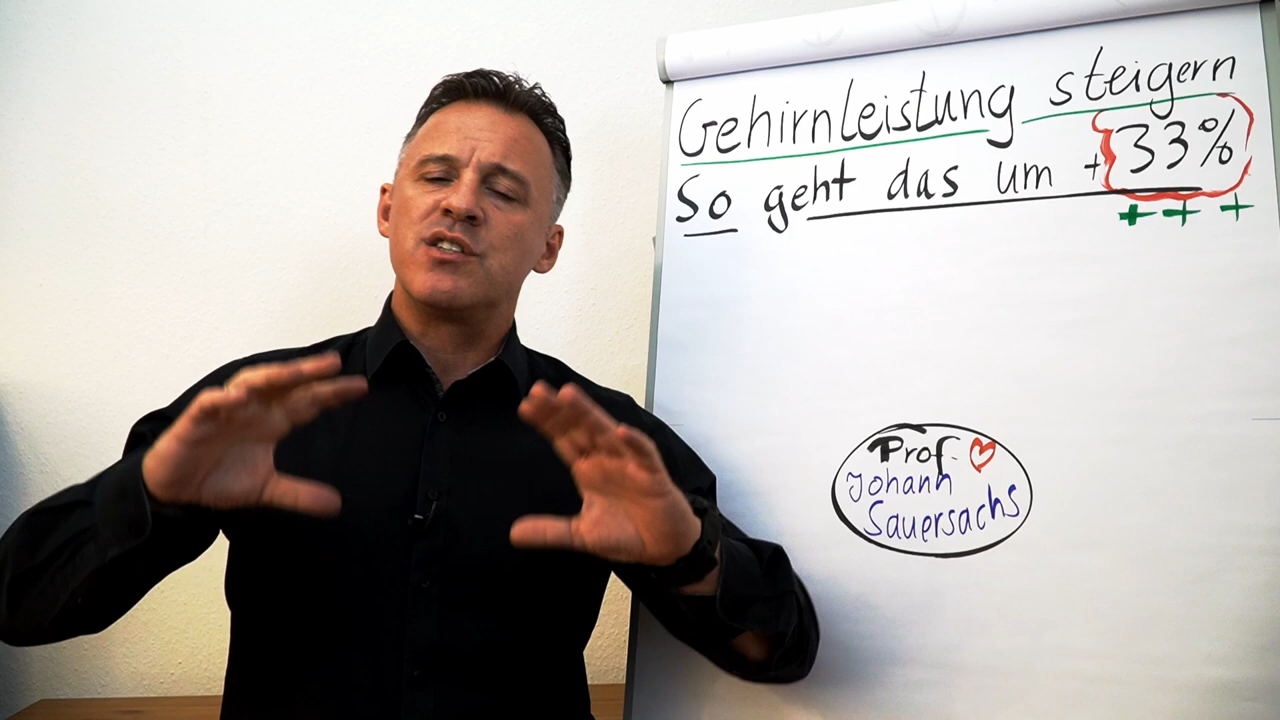 Gehirnleistung steigern
So geht das um + 33%
+ + +
Prof.
Johann
Sauersachs